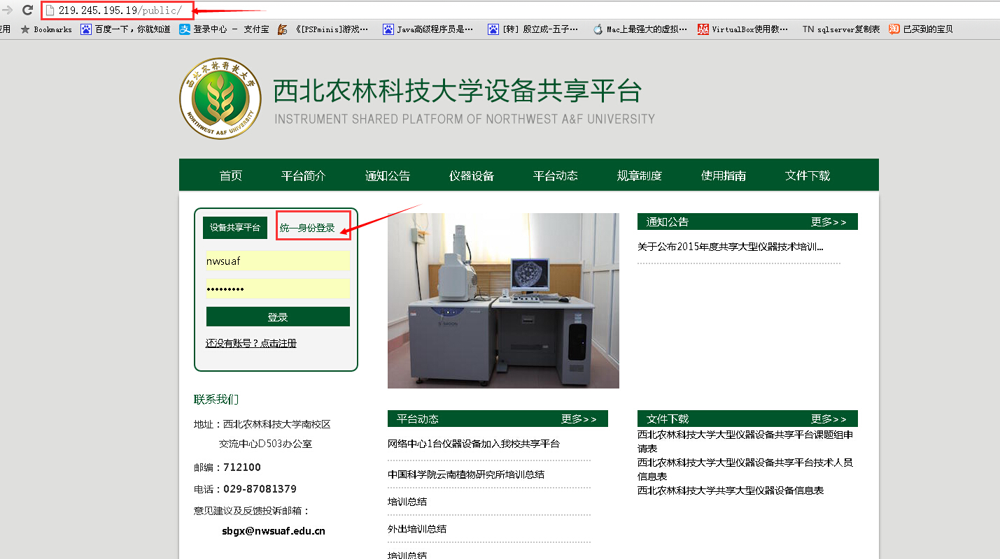 219.245.195.19/public/
应用 Bookmarks 百度一下，你就知道 登录中心 - 支付宝 《[PSPminis]游戏… Java高级程序员是… [转] 殷立成-五子… Mac上最强大的虚拟… VirtualBox使用教… TN sqlserver复制表 淘 已买到的宝贝
西北农林科技大学
NORTHWEST A&F UNIVERSITY
西北农林科技大学设备共享平台
INSTRUMENT SHARED PLATFORM OF NORTHWEST A&F UNIVERSITY
首页 平台简介 通知公告 仪器设备 平台动态 规章制度 使用指南 文件下载
设备共享平台 统一身份登录
nwsuaf
•••••••••
登录
还没有账号？点击注册
联系我们
地址：西北农林科技大学南校区
交流中心D503办公室
邮编：712100
电话：029-87081379
意见建议及反馈投诉邮箱：
sbgx@nwsuaf.edu.cn
通知公告 更多>>
关于公布2015年度共享大型仪器技术培训...
平台动态 更多>>
网络中心1台仪器设备加入我校共享平台
中国科学院云南植物研究所培训总结
培训总结
外出培训总结
培训总结
文件下载 更多>>
西北农林科技大学大型仪器设备共享平台课题组申
请表
西北农林科技大学大型仪器设备共享平台技术人员
信息表
西北农林科技大学共享大型仪器设备信息表